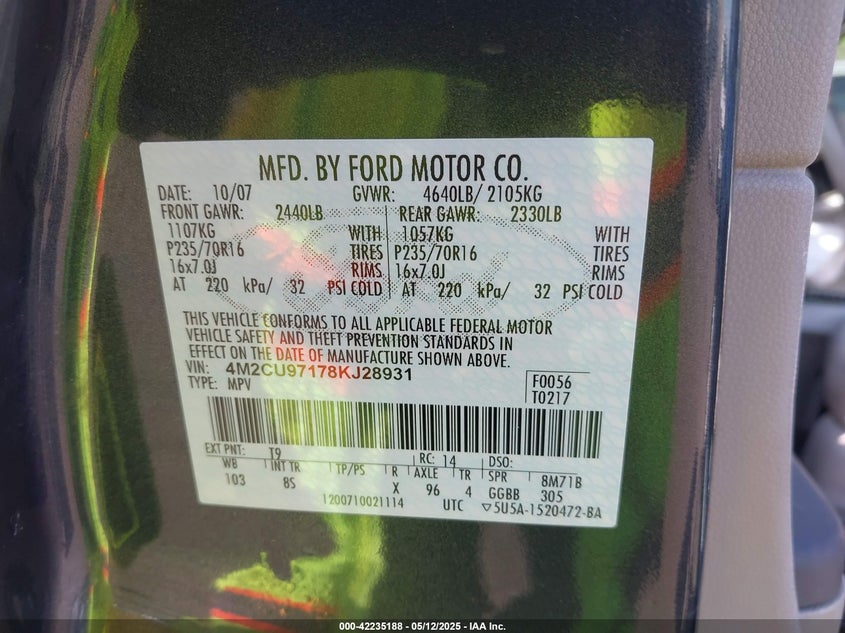 MFD. BY FORD MOTOR CO.
DATE: 10/07 GVWR: 4640LB/ 2105KG
FRONT GAWR: 2440LB REAR GAWR: 2330LB
1107KG WITH 1057KG WITH
P235/70R16 TIRES P235/70R16 TIRES
16x7.0J RIMS 16x7.0J RIMS
AT 220 kPa/ 32 PSI COLD AT 220 kPa/ 32 PSI COLD
THIS VEHICLE CONFORMS TO ALL APPLICABLE FEDERAL MOTOR
VEHICLE SAFETY AND THEFT PREVENTION STANDARDS IN
EFFECT ON THE DATE OF MANUFACTURE SHOWN ABOVE.
VIN: 4M2CU97178KJ28931
TYPE: MPV
F0056
T0217
EXT PNT: T9 RC: 14 DSO:
WB INT TR TP/PS R AXLE TR SPR 8M71B
103 8S X 96 4 GGBB 305
1200710021114 UTC ▽5U5A-1520472-BA
000-42235188 - 05/12/2025 - IAA Inc.